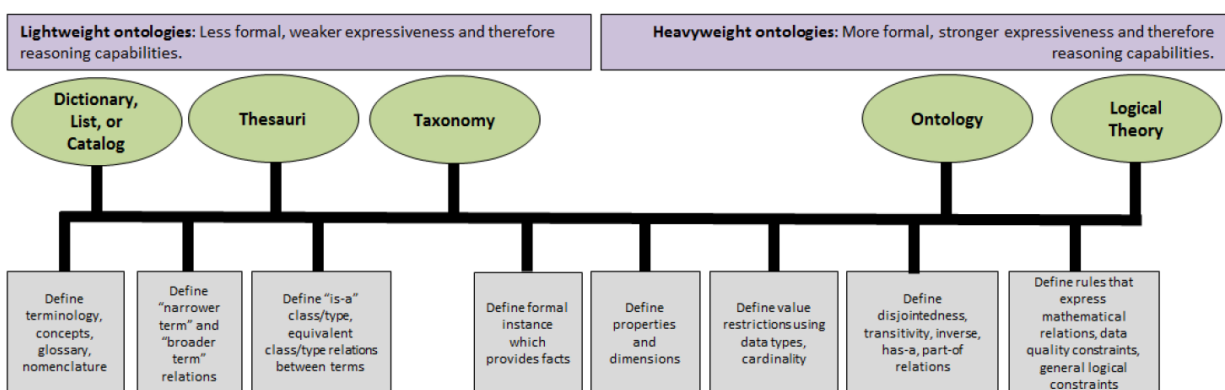 Lightweight ontologies: Less formal, weaker expressiveness and therefore
reasoning capabilities.
Heavyweight ontologies: More formal, stronger expressiveness and therefore
reasoning capabilities.
Dictionary,
List, or
Catalog
Thesauri
Taxonomy
Ontology
Logical
Theory
Define
terminology,
concepts,
glossary,
nomenclature
Define
“narrower
term” and
“broader
term”
relations
Define “is-a”
class/type,
equivalent
class/type relations
between terms
Define formal
instance
which
provides facts
Define
properties
and
dimensions
Define value
restrictions using
data types,
cardinality
Define
disjointedness,
transitivity, inverse,
has-a, part-of
relations
Define rules that
express
mathematical
relations, data
quality constraints,
general logical
constraints